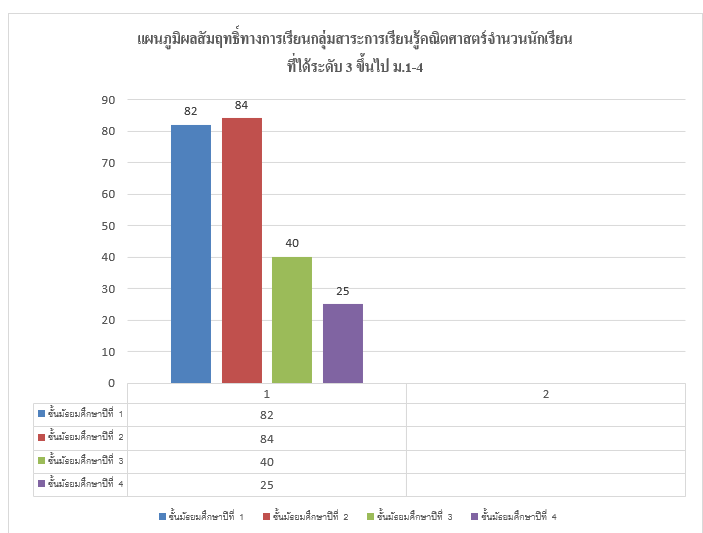 แผนภูมิผลสัมฤทธิ์ทางการเรียนกลุ่มสาระการเรียนรู้คณิตศาสตร์จำนวนนักเรียน
ที่ได้ระดับ 3 ขึ้นไป ม.1-4
90
80
70
60
50
40
30
20
10
0
82
84
40
25
1 2
ชั้นมัธยมศึกษาปีที่ 1 82
ชั้นมัธยมศึกษาปีที่ 2 84
ชั้นมัธยมศึกษาปีที่ 3 40
ชั้นมัธยมศึกษาปีที่ 4 25
ชั้นมัธยมศึกษาปีที่ 1 ชั้นมัธยมศึกษาปีที่ 2 ชั้นมัธยมศึกษาปีที่ 3 ชั้นมัธยมศึกษาปีที่ 4